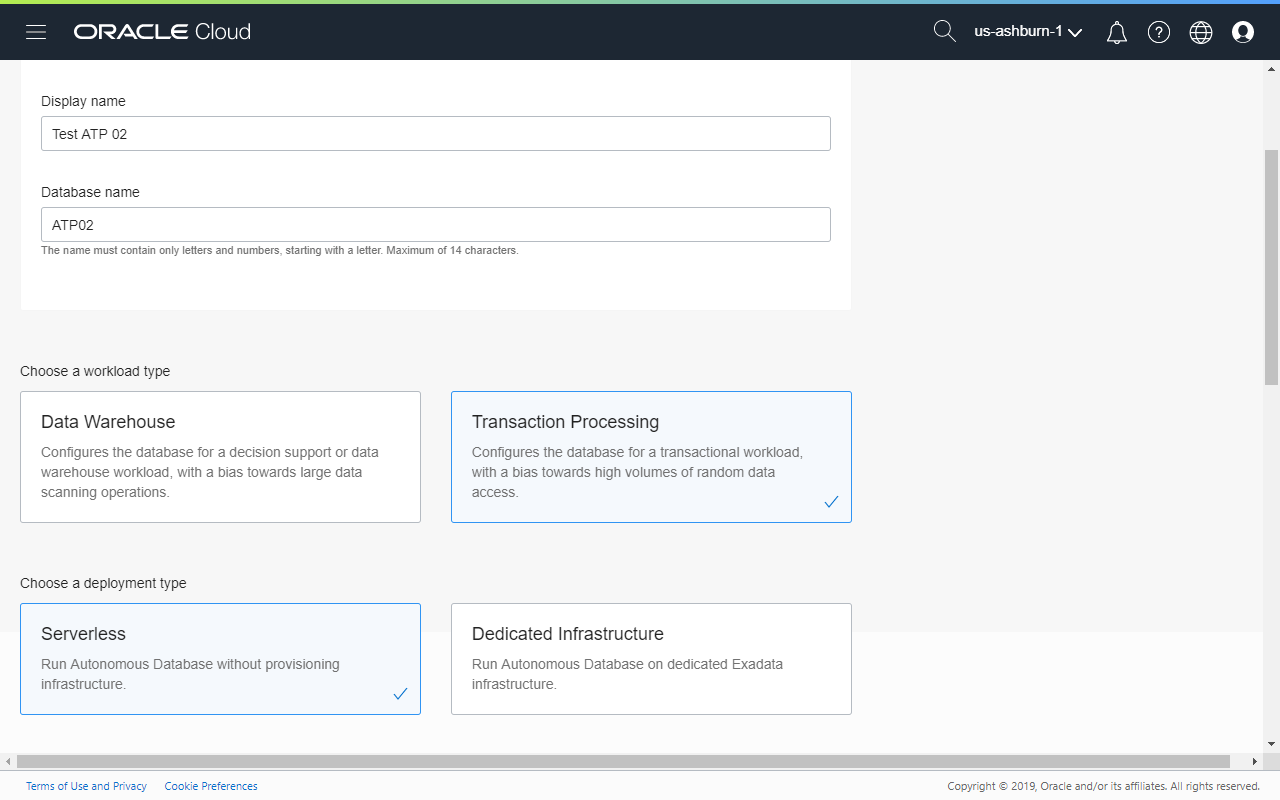 ORACLE Cloud
us-ashburn-1
Display name
Test ATP 02
Database name
ATP02
The name must contain only letters and numbers, starting with a letter. Maximum of 14 characters.
Choose a workload type
Data Warehouse
Configures the database for a decision support or data
warehouse workload, with a bias towards large data
scanning operations.
Transaction Processing
Configures the database for a transactional workload,
with a bias towards high volumes of random data
access.
Choose a deployment type
Serverless
Run Autonomous Database without provisioning
infrastructure.
Dedicated Infrastructure
Run Autonomous Database on dedicated Exadata
infrastructure.
Terms of Use and Privacy
Cookie Preferences
Copyright © 2019, Oracle and/or its affiliates. All rights reserved.